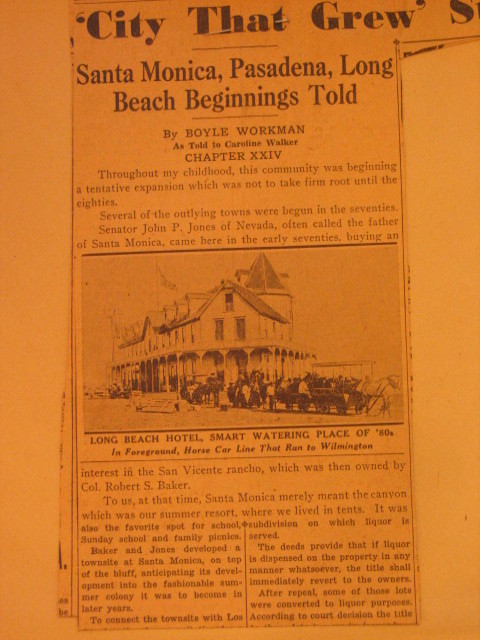 'City That Grew' St
Santa Monica, Pasadena, Long
Beach Beginnings Told
By BOYLE WORKMAN
As Told to Caroline Walker
CHAPTER XXIV
Throughout my childhood, this community was beginning
a tentative expansion which was not to take firm root until the
eighties.
Several of the outlying towns were begun in the seventies.
Senator John P. Jones of Nevada, often called the father
of Santa Monica, came here in the early seventies, buying an
LONG BEACH HOTEL, SMART WATERING PLACE OF '80s
In Foreground, Horse Car Line That Ran to Wilmington
interest in the San Vicente rancho, which was then owned by
Col. Robert S. Baker.
To us, at that time, Santa Monica merely meant the canyon
which was our summer resort, where we lived in tents. It was
also the favorite spot for school,
Sunday school and family picnics.
Baker and Jones developed a
townsite at Santa Monica, on top
of the bluff, anticipating its devel-
opment into the fashionable sum-
mer colony it was to become in
later years.
To connect the townsite with Los
subdivision on which liquor is
served.
The deeds provide that if liquor
is dispensed on the property in any
manner whatsoever, the title shall
immediately revert to the owners.
After repeal, some of those lots
were converted to liquor purposes.
According to court decision the title